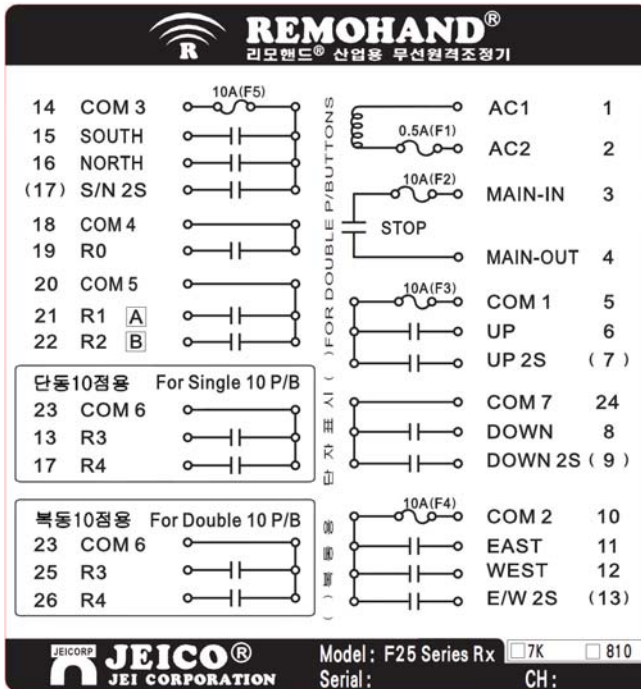 REMOHAND®
R
리모핸드® 산업용 무선원격조정기
14 COM 3 10A(F5)
15 SOUTH
16 NORTH
(17) S/N 2S
18 COM 4
19 R0
20 COM 5
21 R1 A
22 R2 B
단동10점용 For Single 10 P/B
23 COM 6
13 R3
17 R4
복동10점용 For Double 10 P/B
23 COM 6
25 R3
26 R4
( )FOR DOUBLE P/BUTTONS
단자표시
AC1 1
0.5A(F1) AC2 2
10A(F2) MAIN-IN 3
STOP
MAIN-OUT 4
10A(F3) COM 1 5
UP 6
UP 2S (7)
COM 7 24
DOWN 8
DOWN 2S (9)
10A(F4) COM 2 10
EAST 11
WEST 12
E/W 2S (13)
JEICORP JEICO®
JEI CORPORATION
Model : F25 Series Rx □7K □810
Serial : CH :